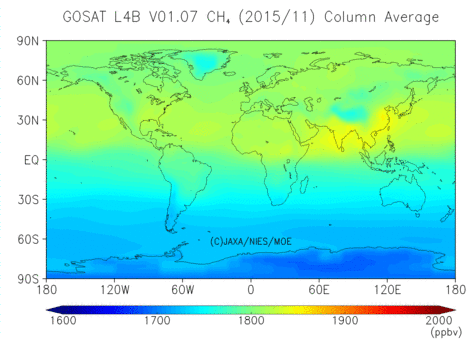 GOSAT L4B V01.07 CH₄ (2015/11) Column Average
90N
60N
30N
EQ
30S
60S
90S
(C)JAXA/NIES/MOE
180 120W 60W 0 60E 120E 180
1600 1700 1800 1900 2000
(ppbv)